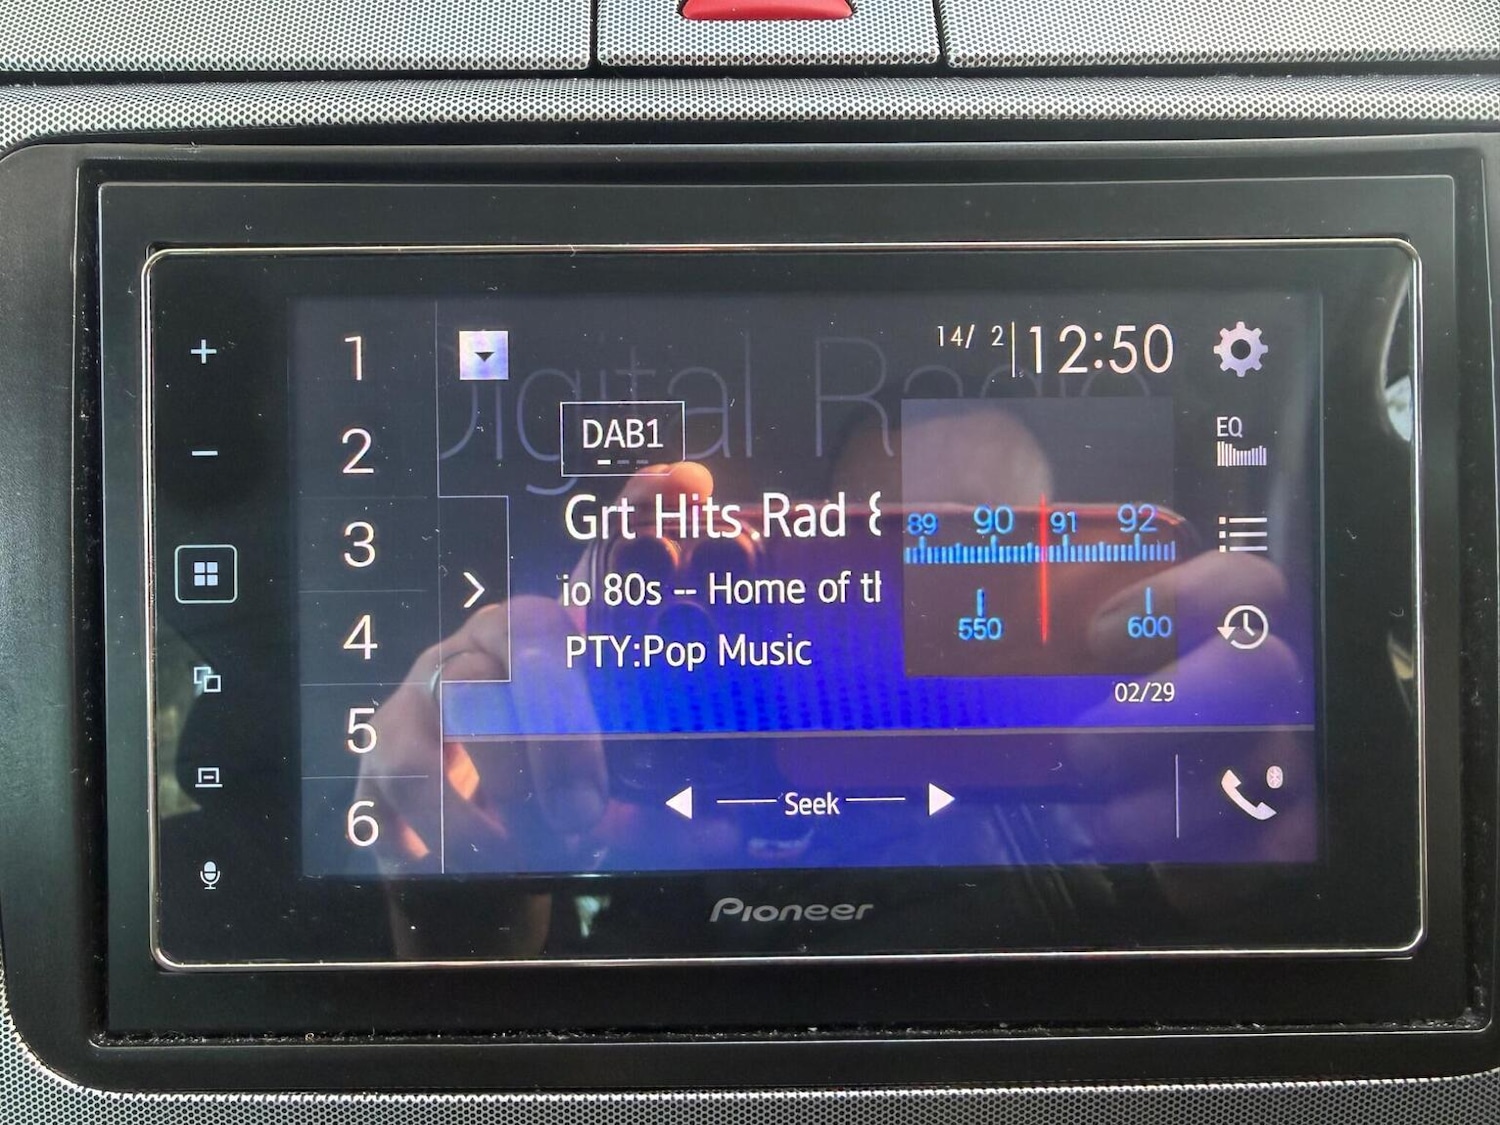 Digital Radio
14/ 2
12:50
1
2
3
4
5
6
DAB1
EQ
Grt Hits.Rad
89 90 91 92
io 80s -- Home of
550 600
PTY:Pop Music
02/29
Seek
Pioneer